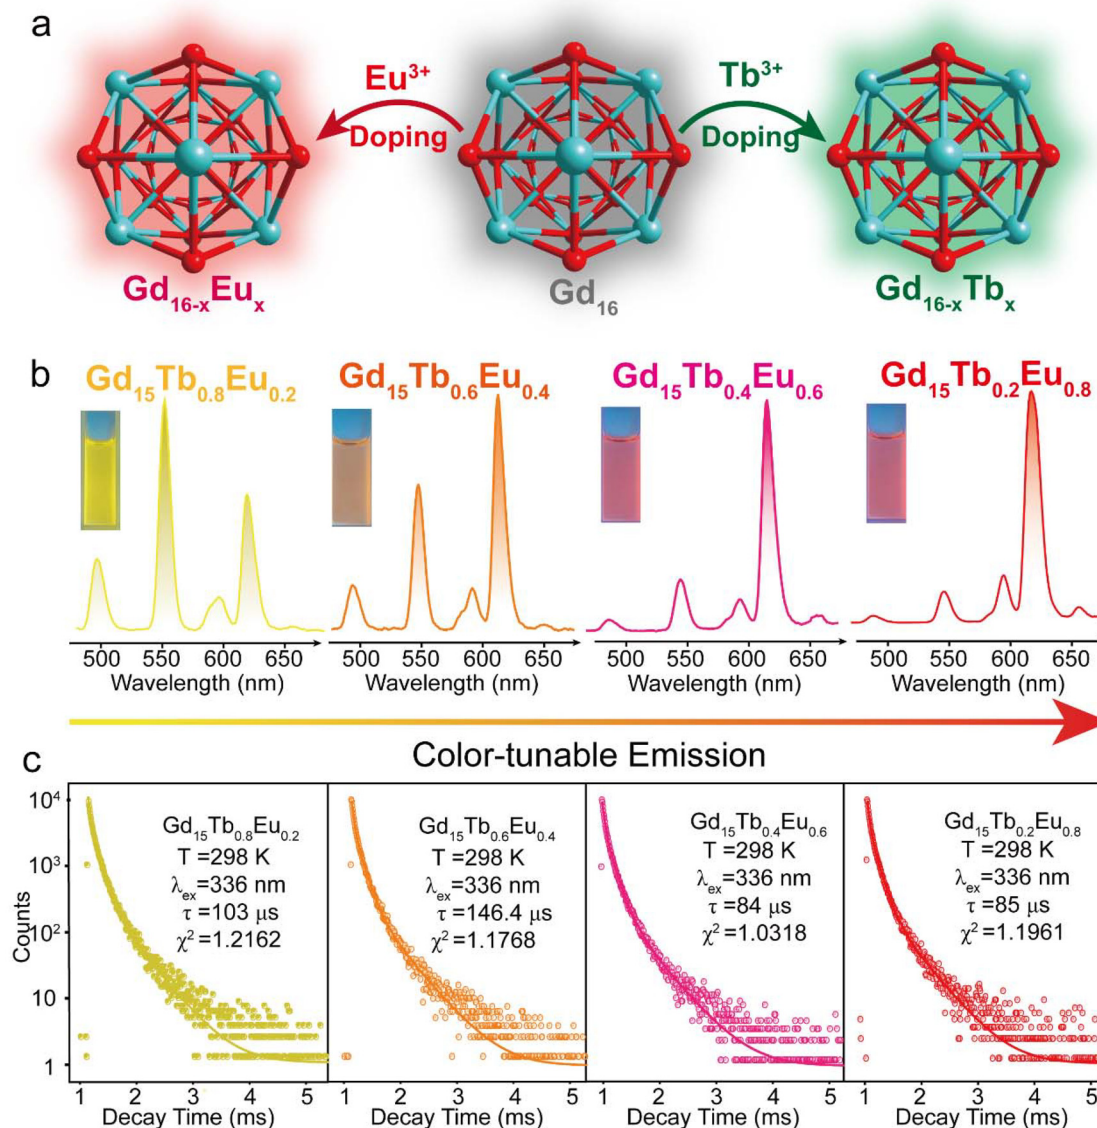 a
Eu³⁺
Doping
Tb³⁺
Doping
Gd₁₆₋ₓEuₓ
Gd₁₆
Gd₁₆₋ₓTbₓ
b
Gd₁₅Tb₀.₈Eu₀.₂
Gd₁₅Tb₀.₆Eu₀.₄
Gd₁₅Tb₀.₄Eu₀.₆
Gd₁₅Tb₀.₂Eu₀.₈
500 550 600 650
500 550 600 650
500 550 600 650
500 550 600 650
Wavelength (nm)
Wavelength (nm)
Wavelength (nm)
Wavelength (nm)
Color-tunable Emission
c
Counts
10⁴
10³
10²
10
1
Gd₁₅Tb₀.₈Eu₀.₂
T =298 K
λₑₓ=336 nm
τ =103 μs
χ²=1.2162
Gd₁₅Tb₀.₆Eu₀.₄
T =298 K
λₑₓ=336 nm
τ =146.4 μs
χ²=1.1768
Gd₁₅Tb₀.₄Eu₀.₆
T =298 K
λₑₓ=336 nm
τ =84 μs
χ²=1.0318
Gd₁₅Tb₀.₂Eu₀.₈
T =298 K
λₑₓ=336 nm
τ =85 μs
χ²=1.1961
1 2 3 4 5
1 2 3 4 5
1 2 3 4 5
1 2 3 4 5
Decay Time (ms)
Decay Time (ms)
Decay Time (ms)
Decay Time (ms)